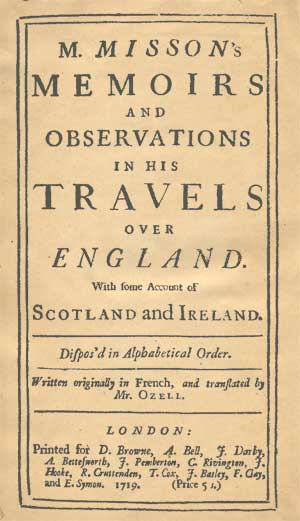 M. MISSON's
MEMOIRS
AND
OBSERVATIONS
IN HIS
TRAVELS
OVER
ENGLAND.
With ſome Account of
SCOTLAND and IRELAND.
Diſpos'd in Alphabetical Order.
Written originally in French, and tranſlated by
Mr. OZELL.
LONDON:
Printed for D. Browne, A. Bell, J. Darby,
A. Betteſworth, J. Pemberton, C. Rivington, J.
Hooke, R. Cruttenden, T. Cox, J. Batley, F. Clay,
and E. Symon. 1719. (Price 5 s.)